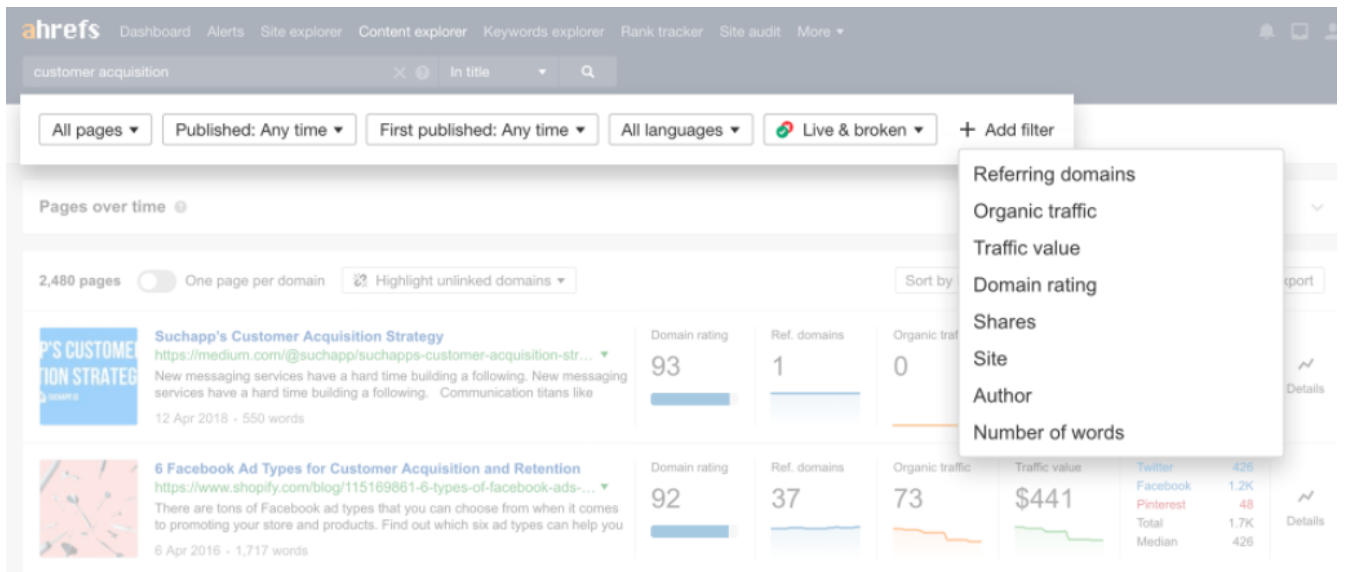 ahrefs Dashboard Alerts Site explorer Content explorer Keywords explorer Rank tracker Site audit More
customer acquisition In title
All pages Published: Any time First published: Any time All languages Live & broken + Add filter
Referring domains
Organic traffic
Traffic value
Domain rating
Shares
Site
Author
Number of words
Pages over time
2,480 pages One page per domain Highlight unlinked domains Sort by
P'S CUSTOME
ION STRATEG
Suchapp's Customer Acquisition Strategy
https://medium.com/@suchapp/suchapps-customer-acquisition-str...
New messaging services have a hard time building a following. New messaging
services have a hard time building a following. Communication titans like
12 Apr 2018 - 550 words
Domain rating
93
Ref. domains
1
Organic traf
0
Details
6 Facebook Ad Types for Customer Acquisition and Retention
https://www.shopify.com/blog/115169861-6-types-of-facebook-ads-...
There are tons of Facebook ad types that you can choose from when it comes
to promoting your store and products. Find out which six ad types can help you
6 Apr 2016 - 1,717 words
Domain rating
92
Ref. domains
37
Organic traffic
73
Traffic value
$441
Twitter 426
Facebook 1.2K
Pinterest 48
Total 1.7K
Median 426
Details